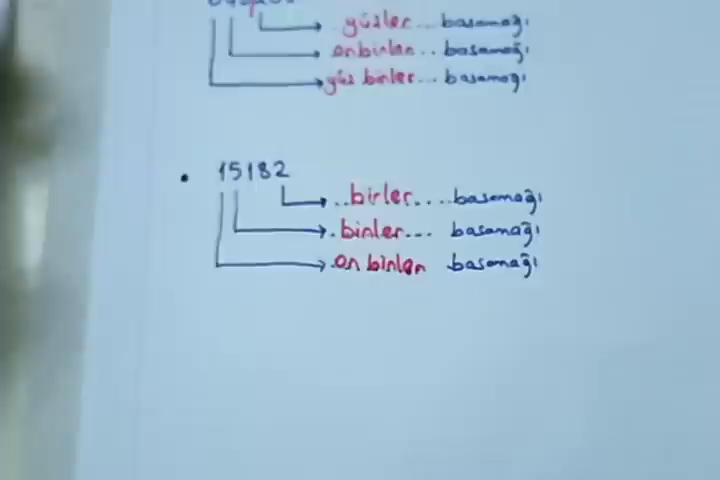 yüzler... basamağı
onbinler.. basamağı
yüz binler... basamağı
• 15182
..birler.... basamağı
.binler... basamağı
.on binler basamağı